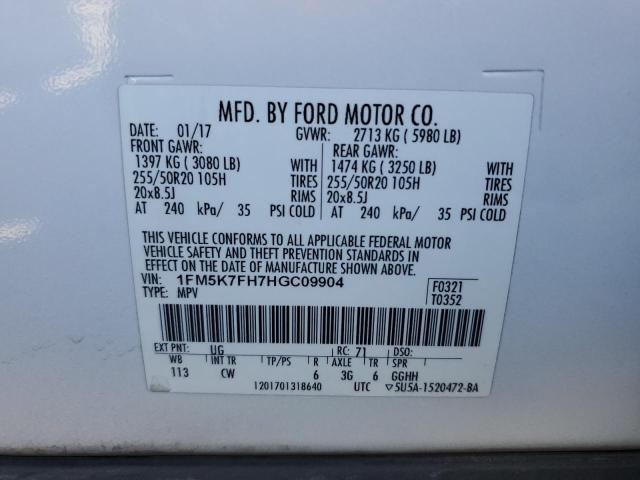 MFD. BY FORD MOTOR CO.
DATE: 01/17 GVWR: 2713 KG ( 5980 LB)
FRONT GAWR: REAR GAWR:
1397 KG ( 3080 LB) WITH 1474 KG ( 3250 LB) WITH
255/50R20 105H TIRES 255/50R20 105H TIRES
20x8.5J RIMS 20x8.5J RIMS
AT 240 kPa/ 35 PSI COLD AT 240 kPa/ 35 PSI COLD
THIS VEHICLE CONFORMS TO ALL APPLICABLE FEDERAL MOTOR
VEHICLE SAFETY AND THEFT PREVENTION STANDARDS IN
EFFECT ON THE DATE OF MANUFACTURE SHOWN ABOVE.
VIN: 1FM5K7FH7HGC09904 F0321
TYPE: MPV T0352
EXT PNT: UG RC: 71 DSO:
WB INT TR TP/PS R AXLE TR SPR
113 CW 6 3G 6 GGHH
1201701318640 UTC ▽5U5A-1520472-BA